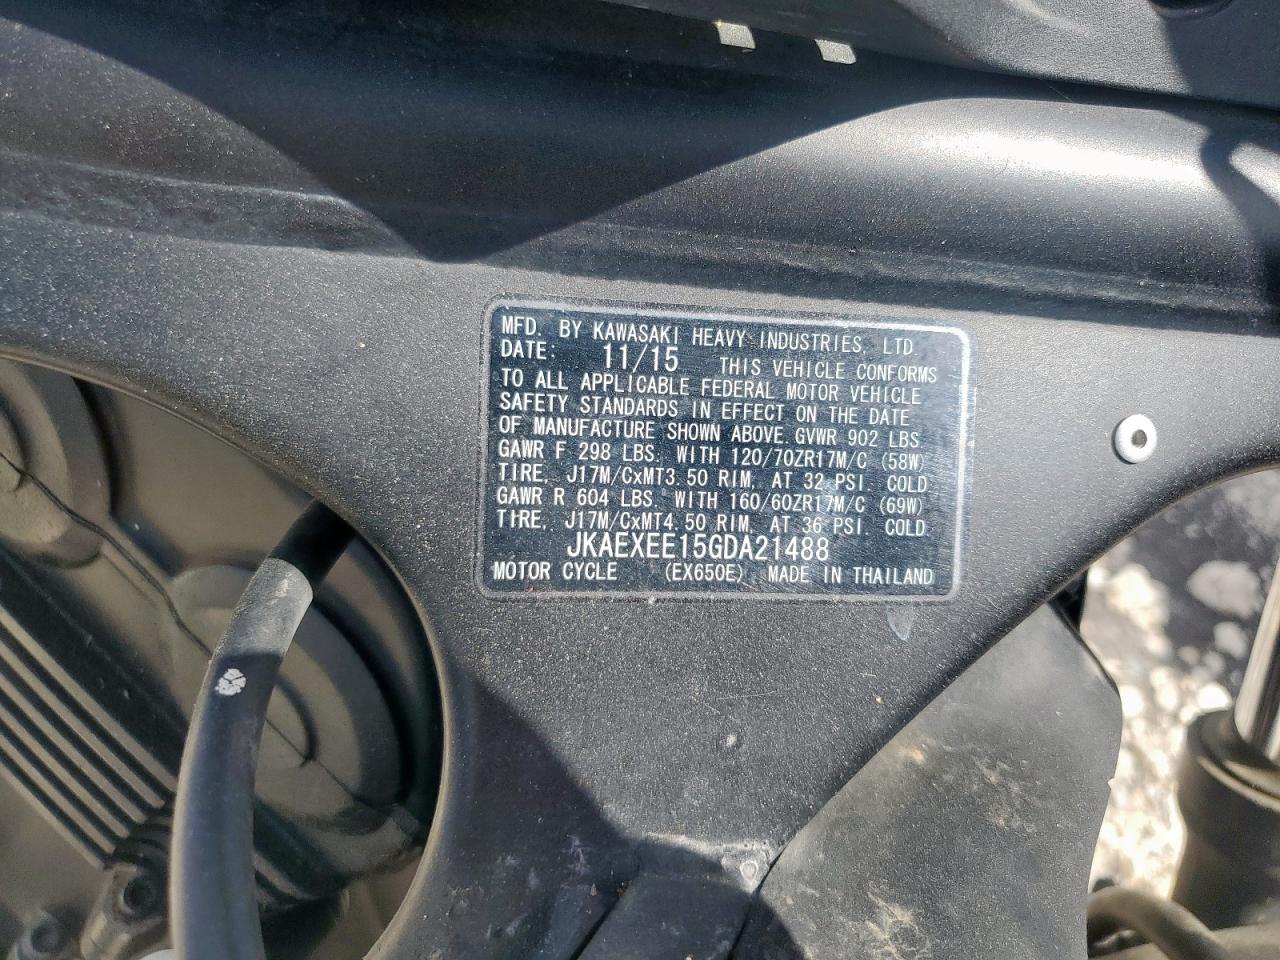 MFD. BY KAWASAKI HEAVY INDUSTRIES, LTD.
DATE: 11/15 THIS VEHICLE CONFORMS
TO ALL APPLICABLE FEDERAL MOTOR VEHICLE
SAFETY STANDARDS IN EFFECT ON THE DATE
OF MANUFACTURE SHOWN ABOVE. GVWR 902 LBS.
GAWR F 298 LBS. WITH 120/70ZR17M/C (58W)
TIRE, J17M/CxMT3.50 RIM, AT 32 PSI COLD
GAWR R 604 LBS. WITH 160/60ZR17M/C (69W)
TIRE, J17M/CxMT4.50 RIM, AT 36 PSI COLD.
JKAEXEE15GDA21488
MOTOR CYCLE (EX650E) MADE IN THAILAND